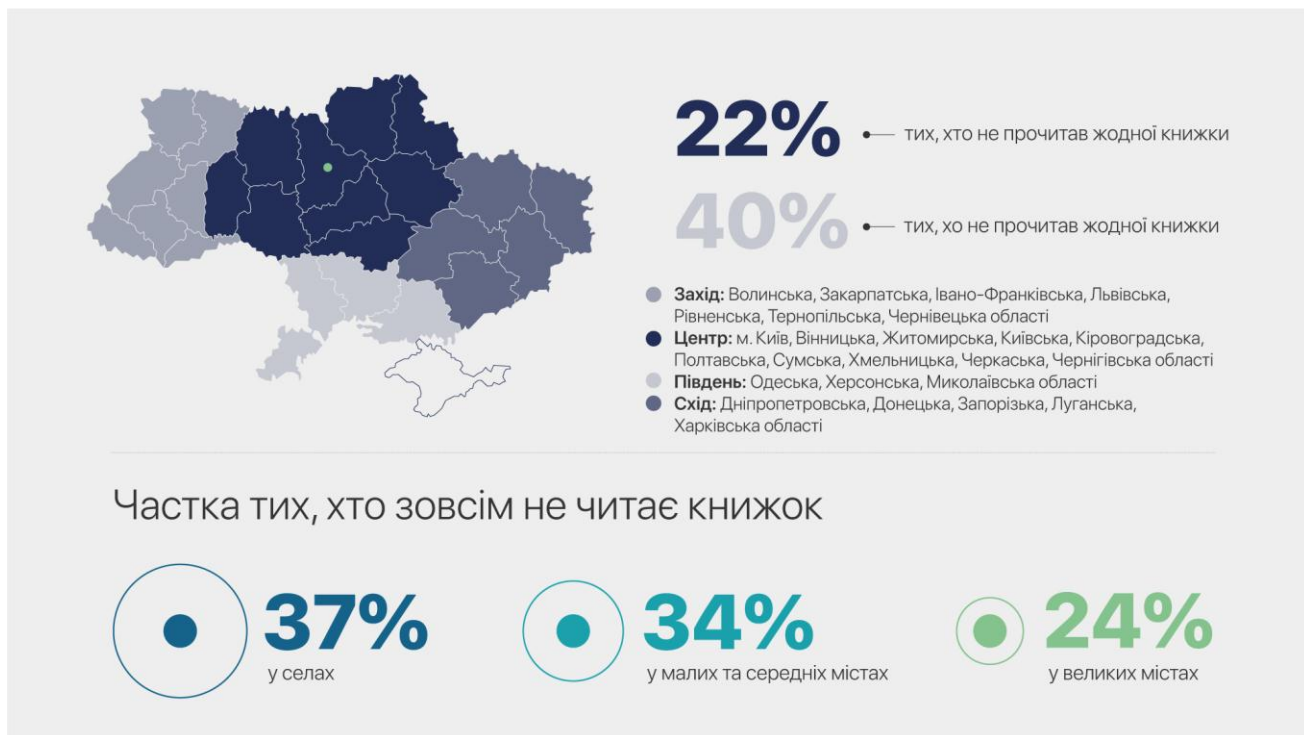 22% тих, хто не прочитав жодної книжки
40% тих, хо не прочитав жодної книжки
Захід: Волинська, Закарпатська, Івано-Франківська, Львівська,
Рівненська, Тернопільська, Чернівецька області
Центр: м. Київ, Вінницька, Житомирська, Київська, Кіровоградська,
Полтавська, Сумська, Хмельницька, Черкаська, Чернігівська області
Південь: Одеська, Херсонська, Миколаївська області
Схід: Дніпропетровська, Донецька, Запорізька, Луганська,
Харківська області
Частка тих, хто зовсім не читає книжок
37%
у селах
34%
у малих та середніх містах
24%
у великих містах